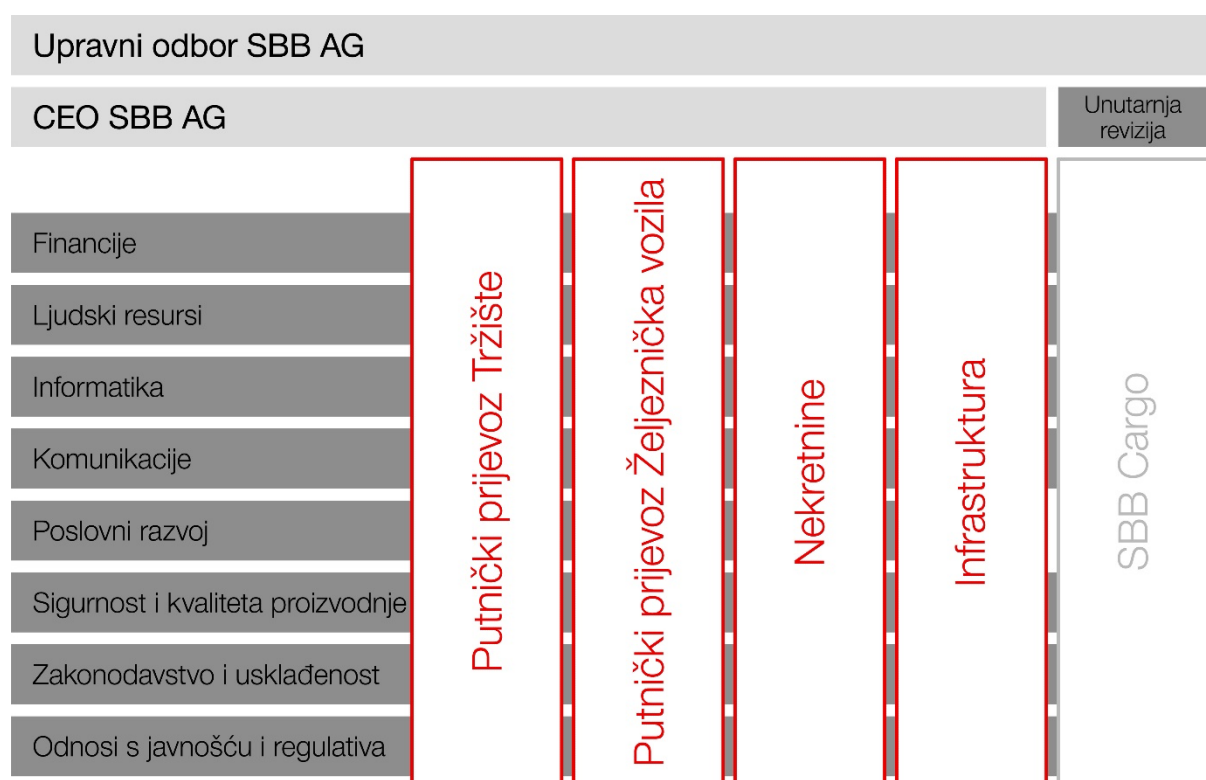 Upravni odbor SBB AG
CEO SBB AG
Unutarnja
revizija
Financije
Ljudski resursi
Informatika
Komunikacije
Poslovni razvoj
Sigurnost i kvaliteta proizvodnje
Zakonodavstvo i usklađenost
Odnosi s javnošću i regulativa
Putnički prijevoz Tržište
Putnički prijevoz Željeznička vozila
Nekretnine
Infrastruktura
SBB Cargo